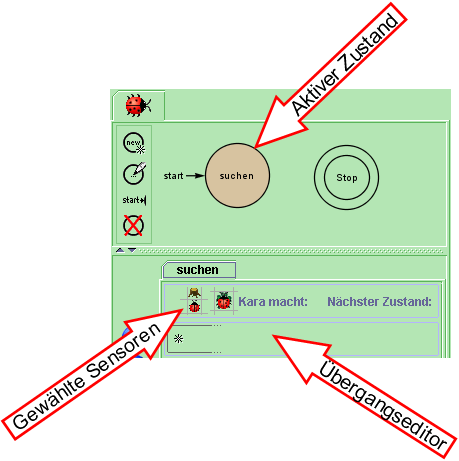 Aktiver Zustand
new
start
suchen
Stop
start
suchen
Kara macht: Nächster Zustand:
Gewählte Sensoren
Übergangseditor